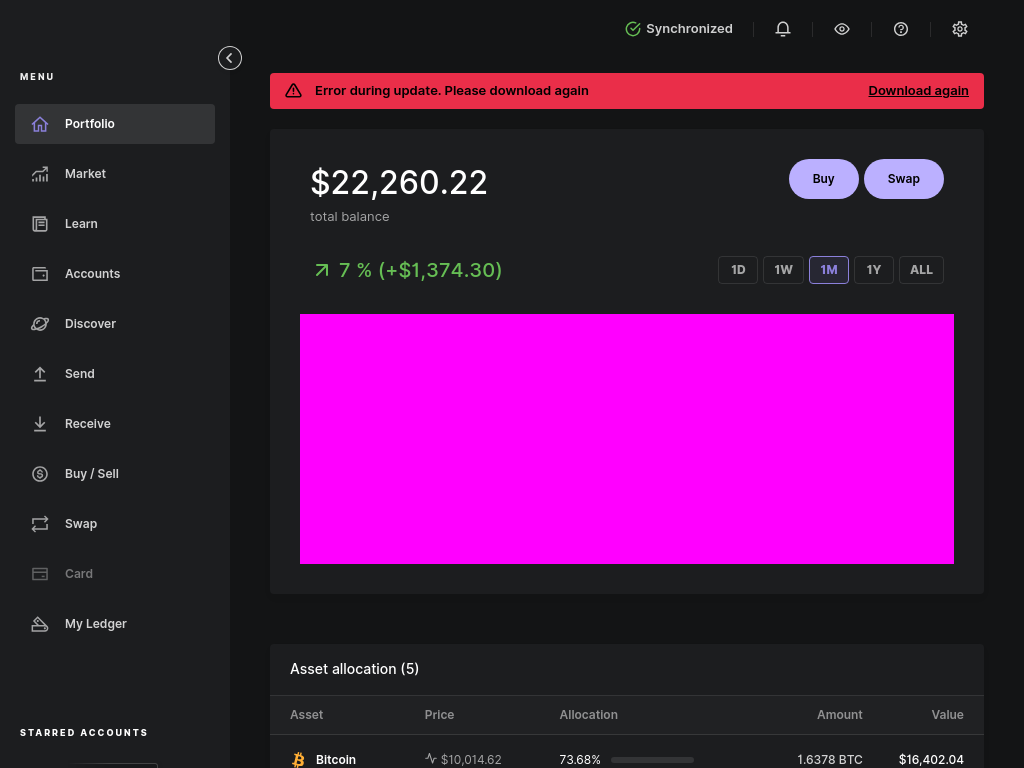 Synchronized
MENU
Error during update. Please download again
Download again
Portfolio
Market
Learn
Accounts
Discover
Send
Receive
Buy / Sell
Swap
Card
My Ledger
STARRED ACCOUNTS
$22,260.22
total balance
Buy
Swap
7 % (+$1,374.30)
1D
1W
1M
1Y
ALL
Asset allocation (5)
Asset Price Allocation Amount Value
Bitcoin $10,014.62 73.68% 1.6378 BTC $16,402.04